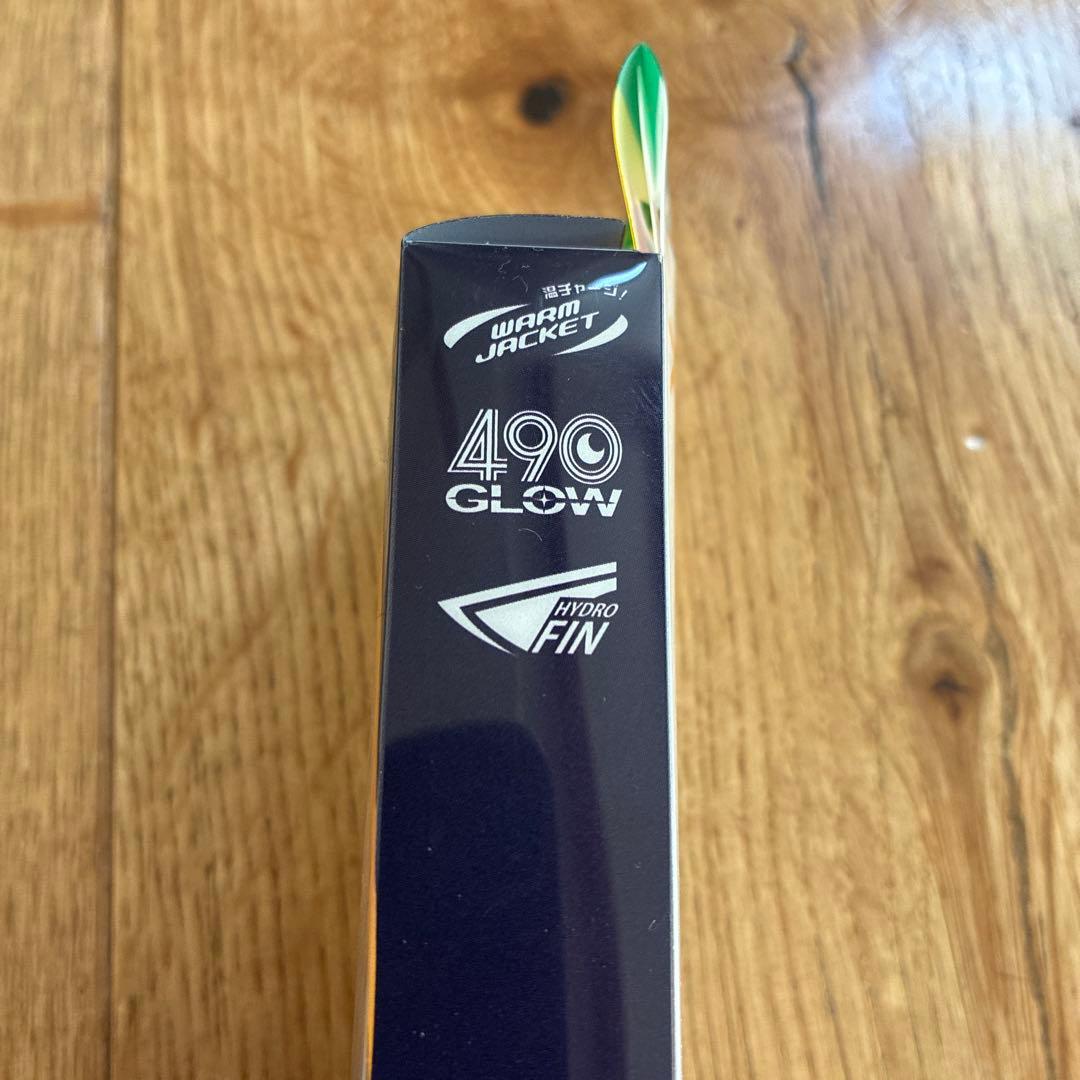 WARM
JACKET
490
GLOW
HYDRO
FIN